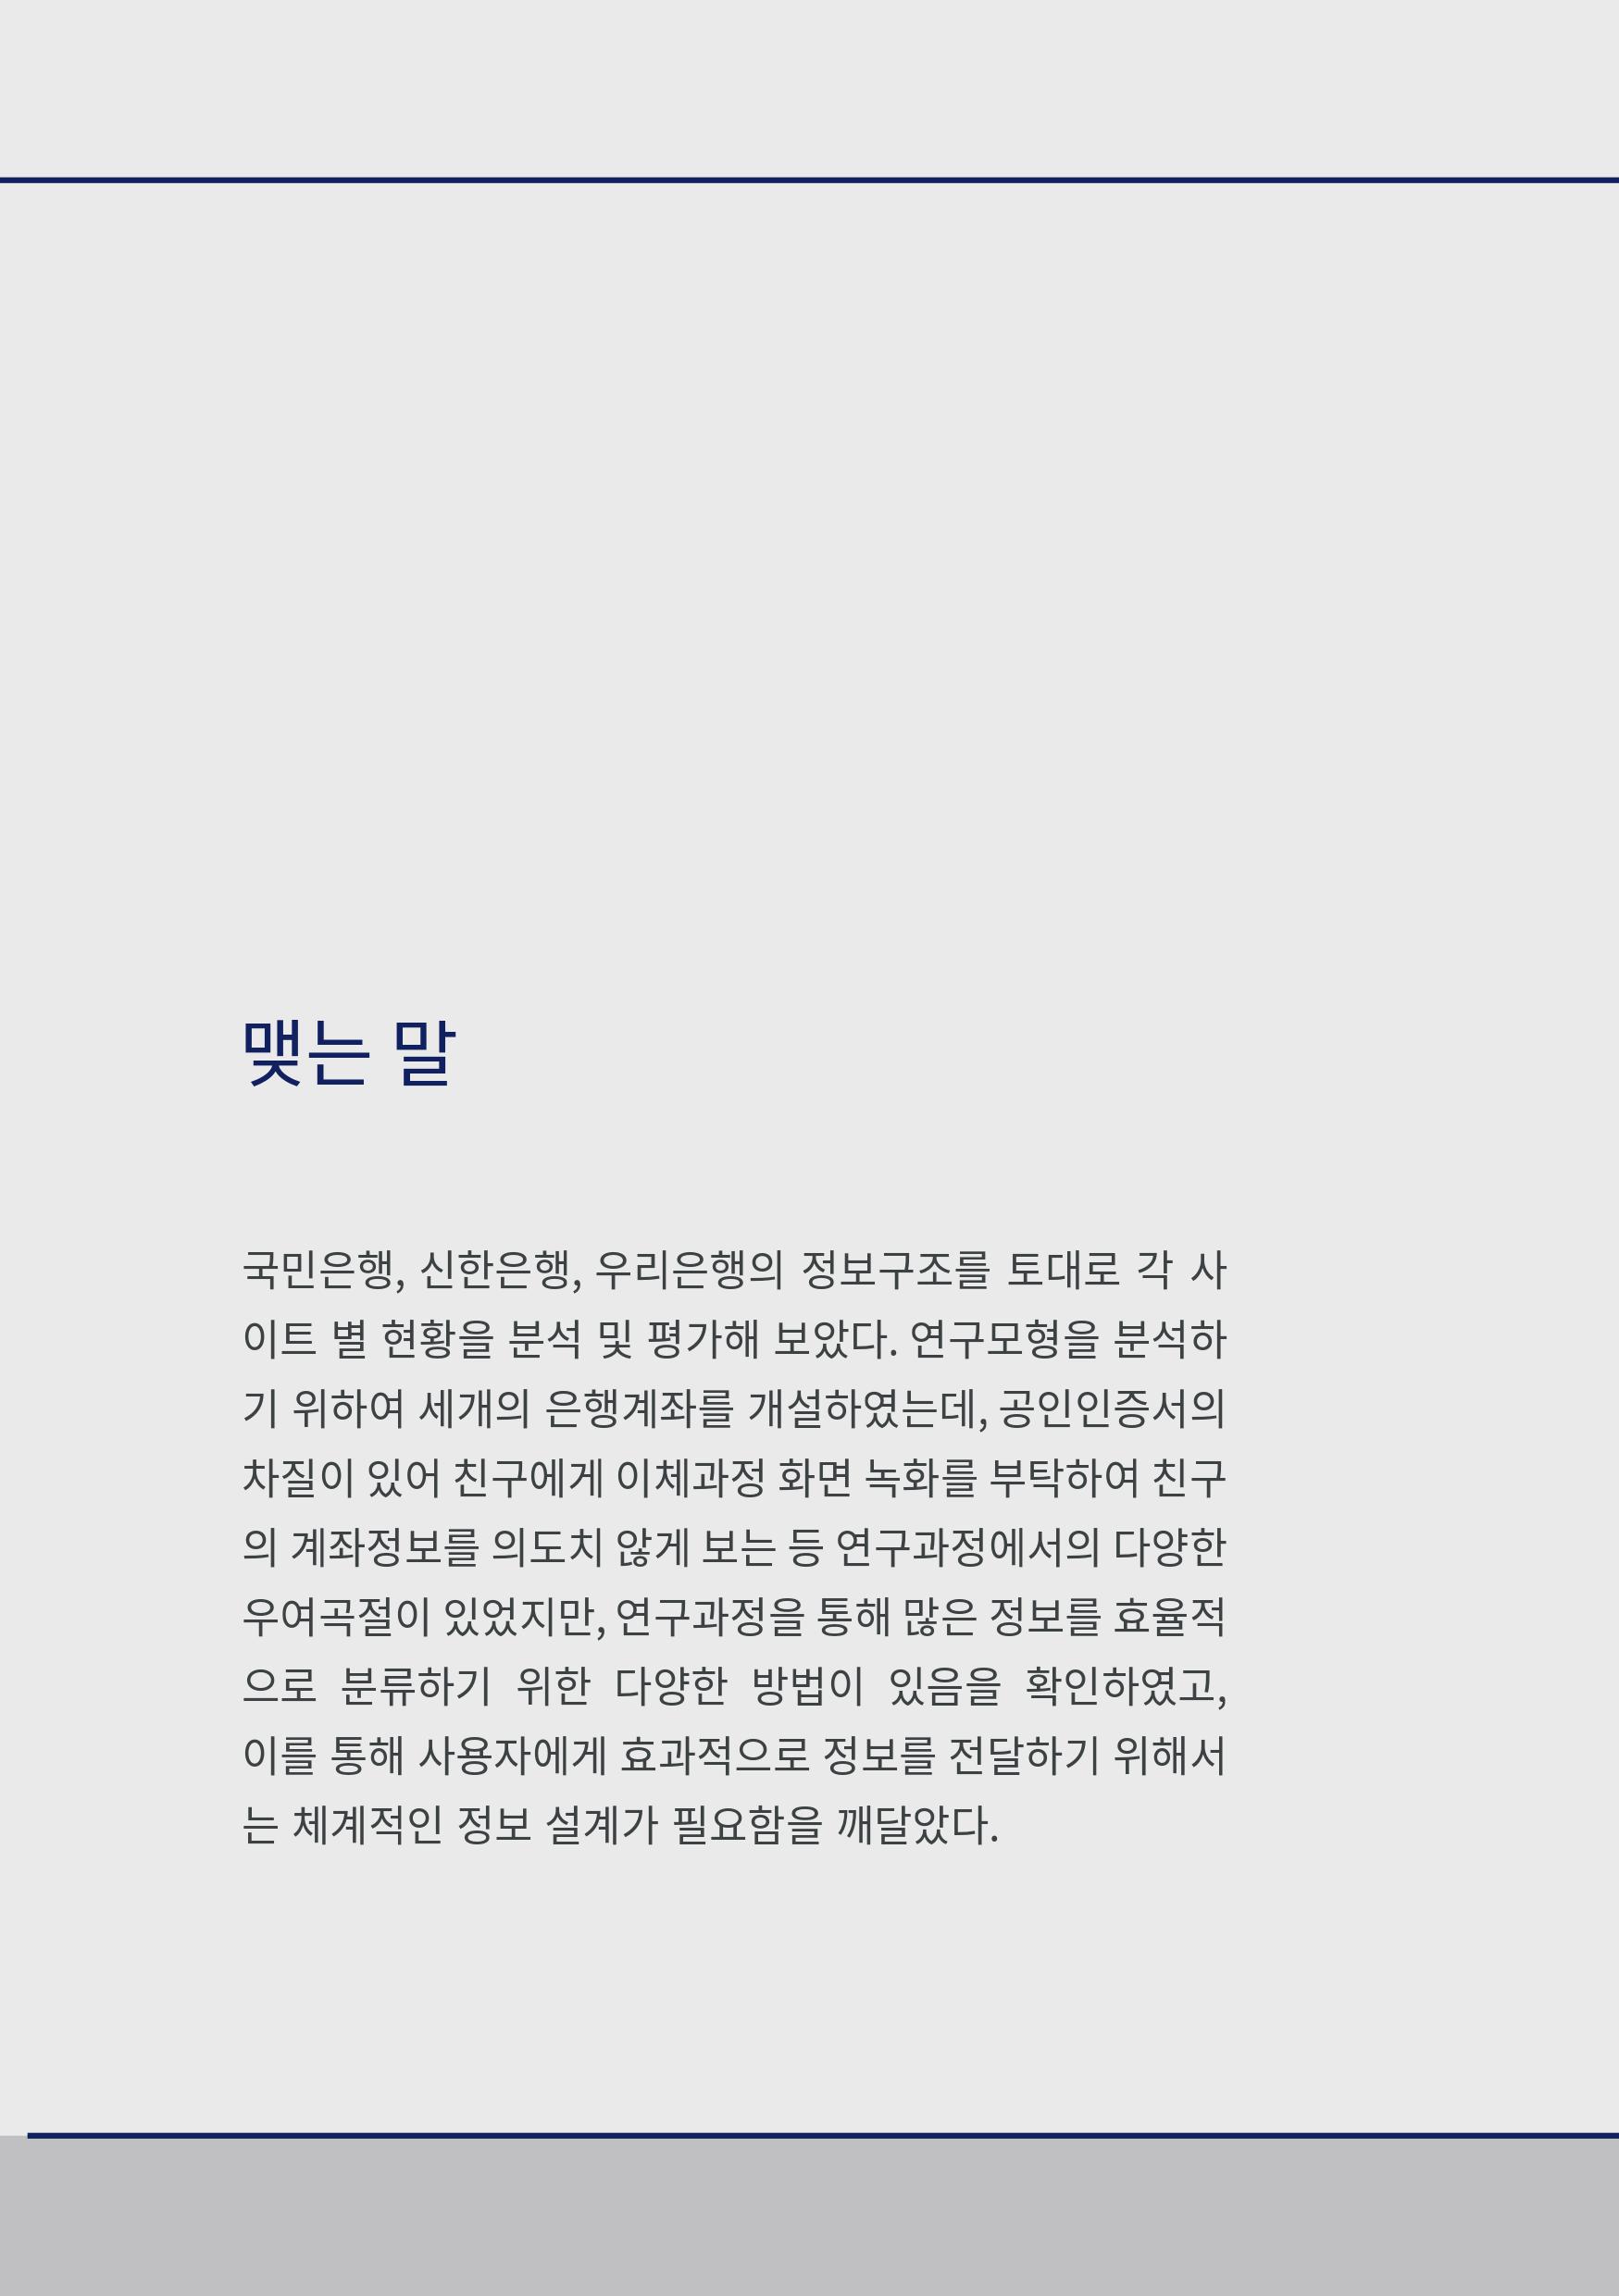 맺는 말
국민은행, 신한은행, 우리은행의 정보구조를 토대로 각 사
이트 별 현황을 분석 및 평가해 보았다. 연구모형을 분석하
기 위하여 세개의 은행계좌를 개설하였는데, 공인인증서의
차질이 있어 친구에게 이체과정 화면 녹화를 부탁하여 친구
의 계좌정보를 의도치 않게 보는 등 연구과정에서의 다양한
우여곡절이 있었지만, 연구과정을 통해 많은 정보를 효율적
으로 분류하기 위한 다양한 방법이 있음을 확인하였고,
이를 통해 사용자에게 효과적으로 정보를 전달하기 위해서
는 체계적인 정보 설계가 필요함을 깨달았다.